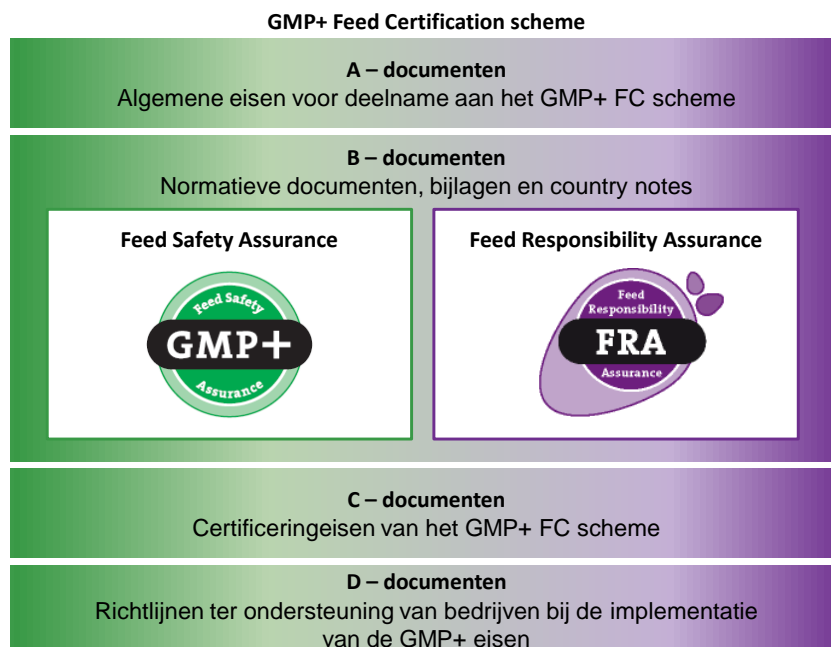 GMP+ Feed Certification scheme
A – documenten
Algemene eisen voor deelname aan het GMP+ FC scheme
B – documenten
Normatieve documenten, bijlagen en country notes
Feed Safety Assurance
Feed Safety
GMP+
Assurance
Feed Responsibility Assurance
Feed
Responsibility
FRA
Assurance
C – documenten
Certificeringeisen van het GMP+ FC scheme
D – documenten
Richtlijnen ter ondersteuning van bedrijven bij de implementatie
van de GMP+ eisen